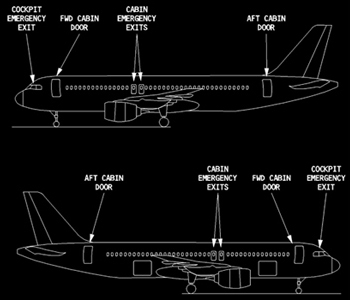 COCKPIT
EMERGENCY
EXIT
FWD CABIN
DOOR
CABIN
EMERGENCY
EXITS
AFT CABIN
DOOR
AFT CABIN
DOOR
CABIN
EMERGENCY
EXITS
FWD CABIN
DOOR
COCKPIT
EMERGENCY
EXIT